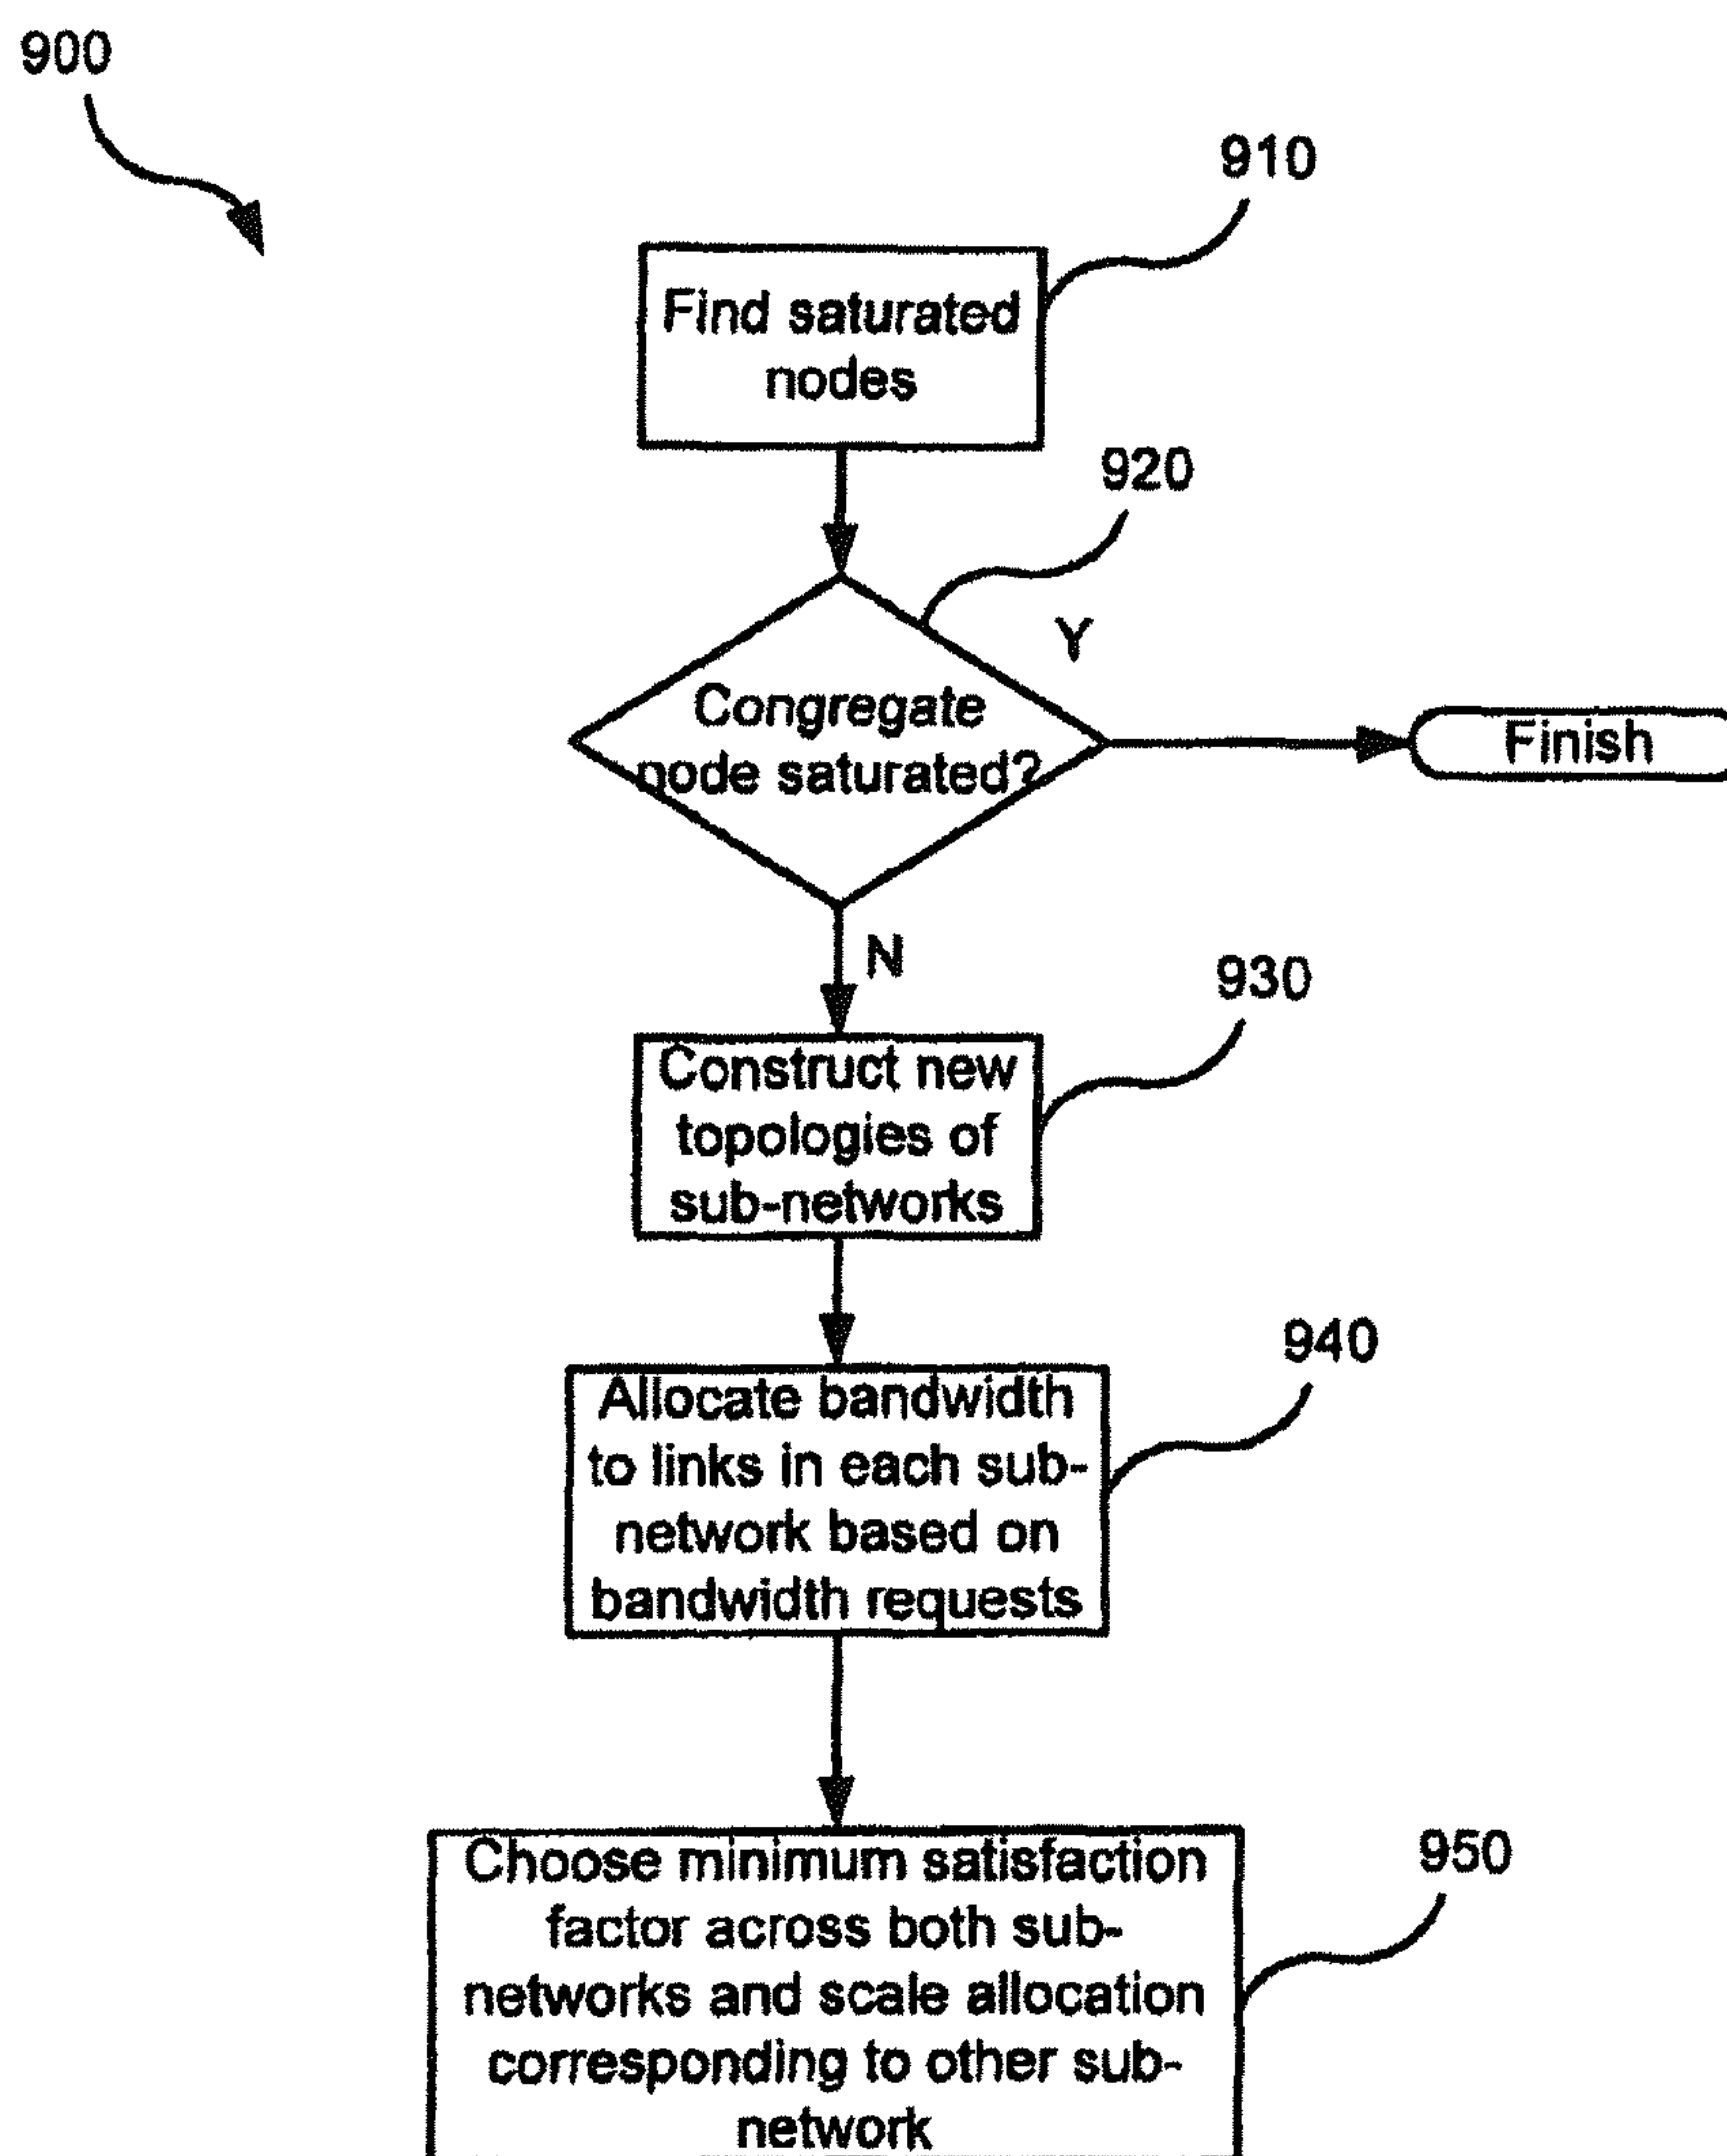 900
910
Find saturated
nodes
920
Y
Congregate
node saturated?
Finish
N
930
Construct new
topologies of
sub-networks
940
Allocate bandwidth
to links in each sub-
network based on
bandwidth requests
950
Choose minimum satisfaction
factor across both sub-
networks and scale allocation
corresponding to other sub-
network